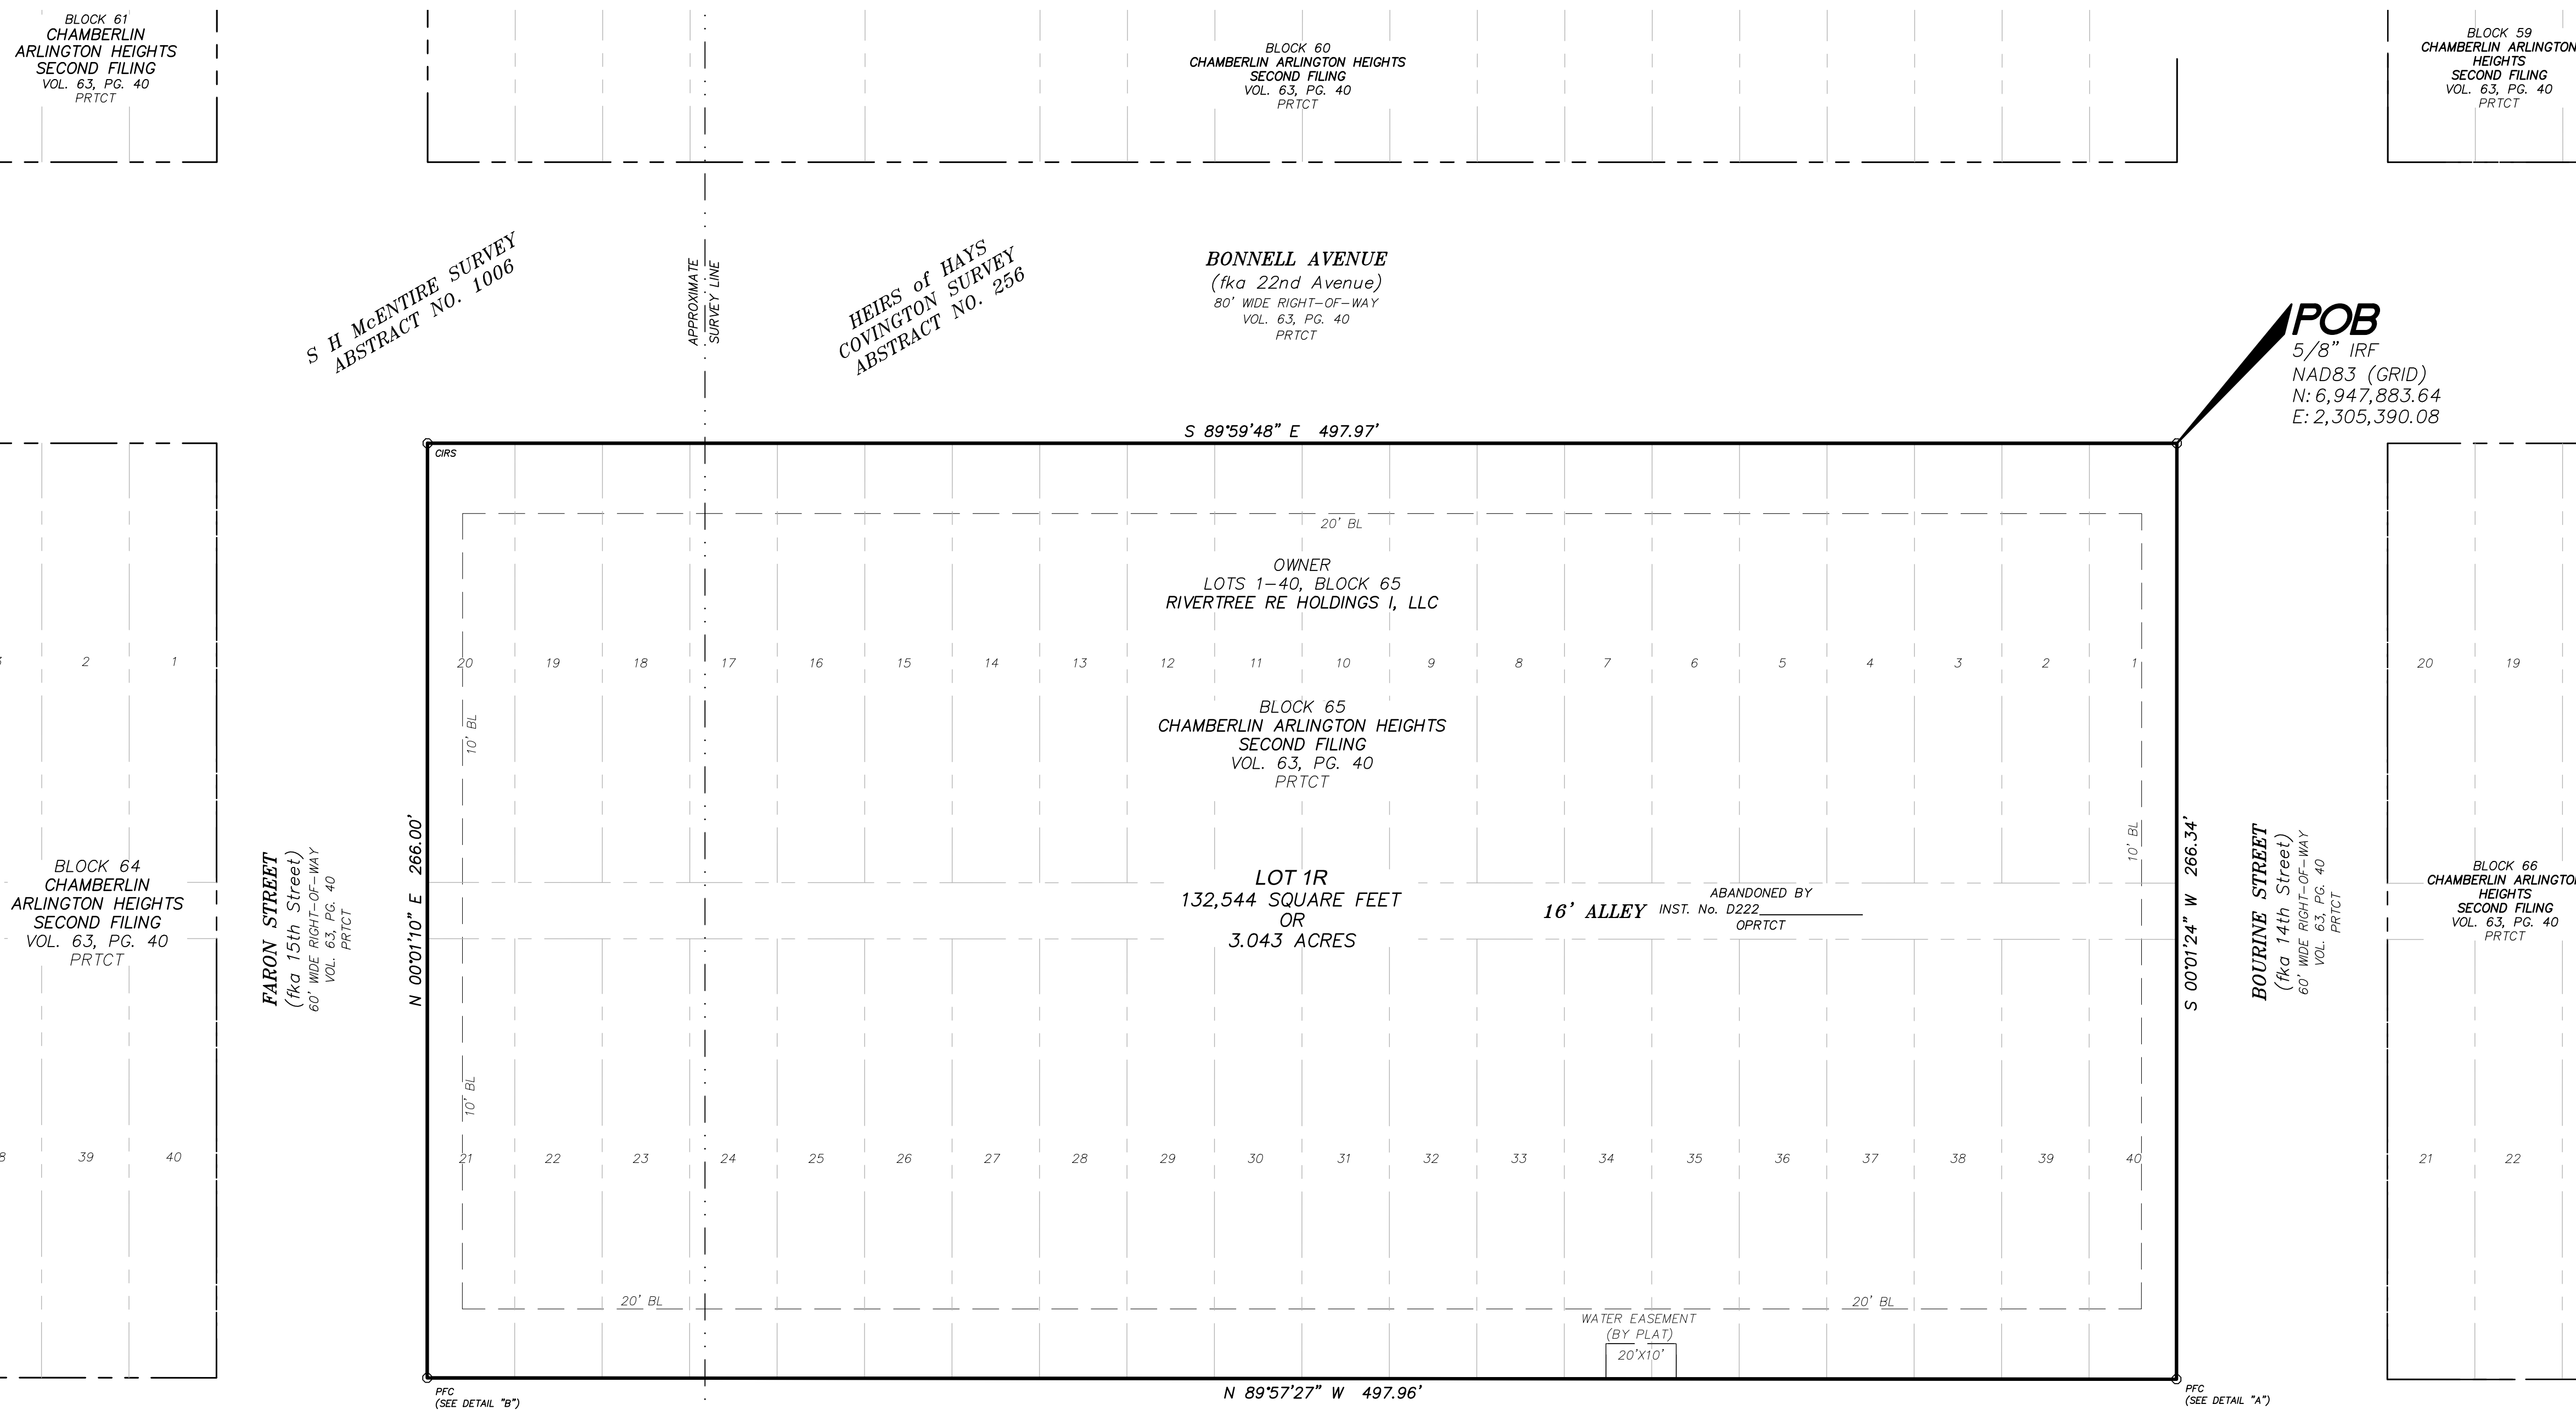 BLOCK 61
CHAMBERLIN
ARLINGTON HEIGHTS
SECOND FILING
VOL. 63, PG. 40
PRTCT
BLOCK 60
CHAMBERLIN ARLINGTON HEIGHTS
SECOND FILING
VOL. 63, PG. 40
PRTCT
BLOCK 59
CHAMBERLIN ARLINGTON
HEIGHTS
SECOND FILING
VOL. 63, PG. 40
PRTCT
S H McENTIRE SURVEY
ABSTRACT NO. 1006
APPROXIMATE
SURVEY LINE
HEIRS of HAYS
COVINGTON SURVEY
ABSTRACT NO. 256
BONNELL AVENUE
(fka 22nd Avenue)
80' WIDE RIGHT-OF-WAY
VOL. 63, PG. 40
PRTCT
POB
5/8" IRF
NAD83 (GRID)
N: 6,947,883.64
E: 2,305,390.08
S 89°59'48" E 497.97'
CIRS
20' BL
OWNER
LOTS 1-40, BLOCK 65
RIVERTREE RE HOLDINGS I, LLC
2 1
20 19 18 17 16 15 14 13 12 11 10 9 8 7 6 5 4 3 2 1
20 19
10' BL
BLOCK 65
CHAMBERLIN ARLINGTON HEIGHTS
SECOND FILING
VOL. 63, PG. 40
PRTCT
10' BL
BLOCK 64
CHAMBERLIN
ARLINGTON HEIGHTS
SECOND FILING
VOL. 63, PG. 40
PRTCT
FARON STREET
(fka 15th Street)
60' WIDE RIGHT-OF-WAY
VOL. 63, PG. 40
PRTCT
N 00°01'10" E 266.00'
LOT 1R
132,544 SQUARE FEET
OR
3.043 ACRES
16' ALLEY
ABANDONED BY
INST. No. D222____________
OPRTCT
S 00°01'24" W 266.34'
BOURINE STREET
(fka 14th Street)
60' WIDE RIGHT-OF-WAY
VOL. 63, PG. 40
PRTCT
BLOCK 66
CHAMBERLIN ARLINGTON
HEIGHTS
SECOND FILING
VOL. 63, PG. 40
PRTCT
10' BL
39 40
21 22 23 24 25 26 27 28 29 30 31 32 33 34 35 36 37 38 39 40
21 22
20' BL
20' BL
WATER EASEMENT
(BY PLAT)
20'X10'
PFC
(SEE DETAIL "B")
N 89°57'27" W 497.96'
PFC
(SEE DETAIL "A")